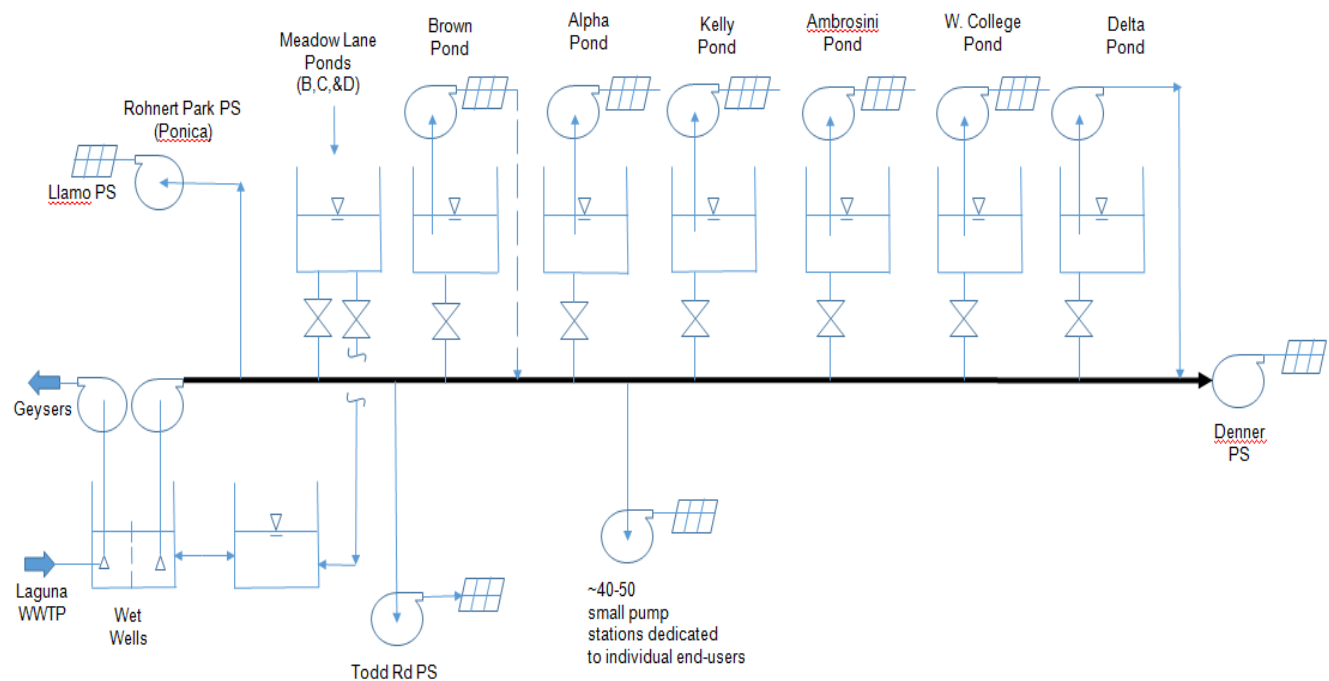 Meadow Lane
Ponds
(B,C,&D)
Brown
Pond
Alpha
Pond
Kelly
Pond
Ambrosini
Pond
W. College
Pond
Delta
Pond
Rohnert Park PS
(Ponica)
Llamo PS
Geysers
Denner
PS
Laguna
WWTP
Wet
Wells
Todd Rd PS
~40-50
small pump
stations dedicated
to individual end-users